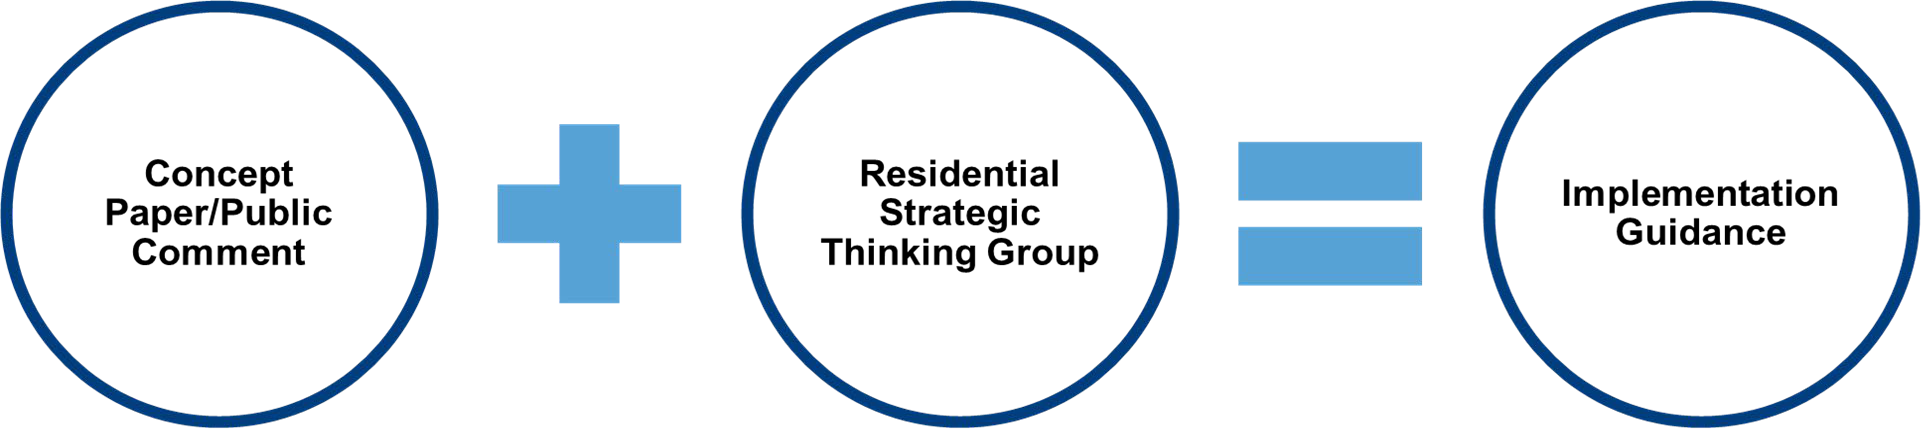 Concept
Paper/Public
Comment
Residential
Strategic
Thinking Group
Implementation
Guidance